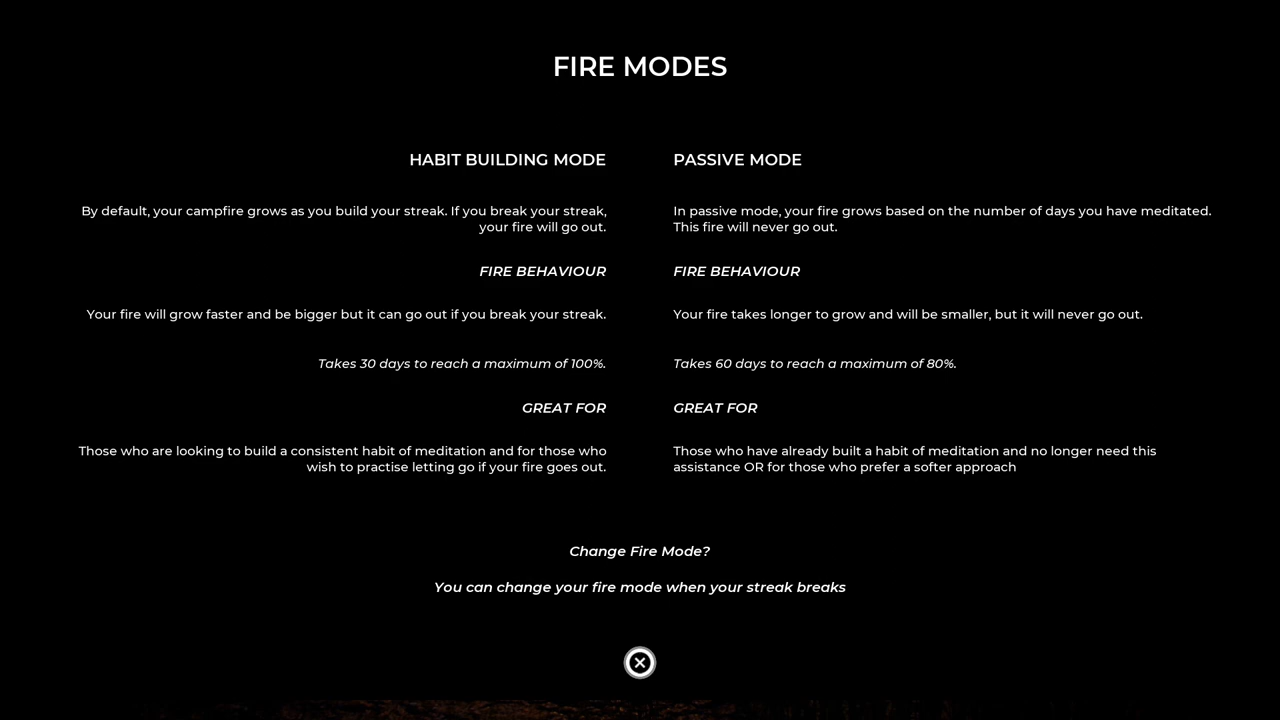 FIRE MODES
HABIT BUILDING MODE
By default, your campfire grows as you build your streak. If you break your streak,
your fire will go out.
FIRE BEHAVIOUR
Your fire will grow faster and be bigger but it can go out if you break your streak.
Takes 30 days to reach a maximum of 100%.
GREAT FOR
Those who are looking to build a consistent habit of meditation and for those who
wish to practise letting go if your fire goes out.
PASSIVE MODE
In passive mode, your fire grows based on the number of days you have meditated.
This fire will never go out.
FIRE BEHAVIOUR
Your fire takes longer to grow and will be smaller, but it will never go out.
Takes 60 days to reach a maximum of 80%.
GREAT FOR
Those who have already built a habit of meditation and no longer need this
assistance OR for those who prefer a softer approach
Change Fire Mode?
You can change your fire mode when your streak breaks